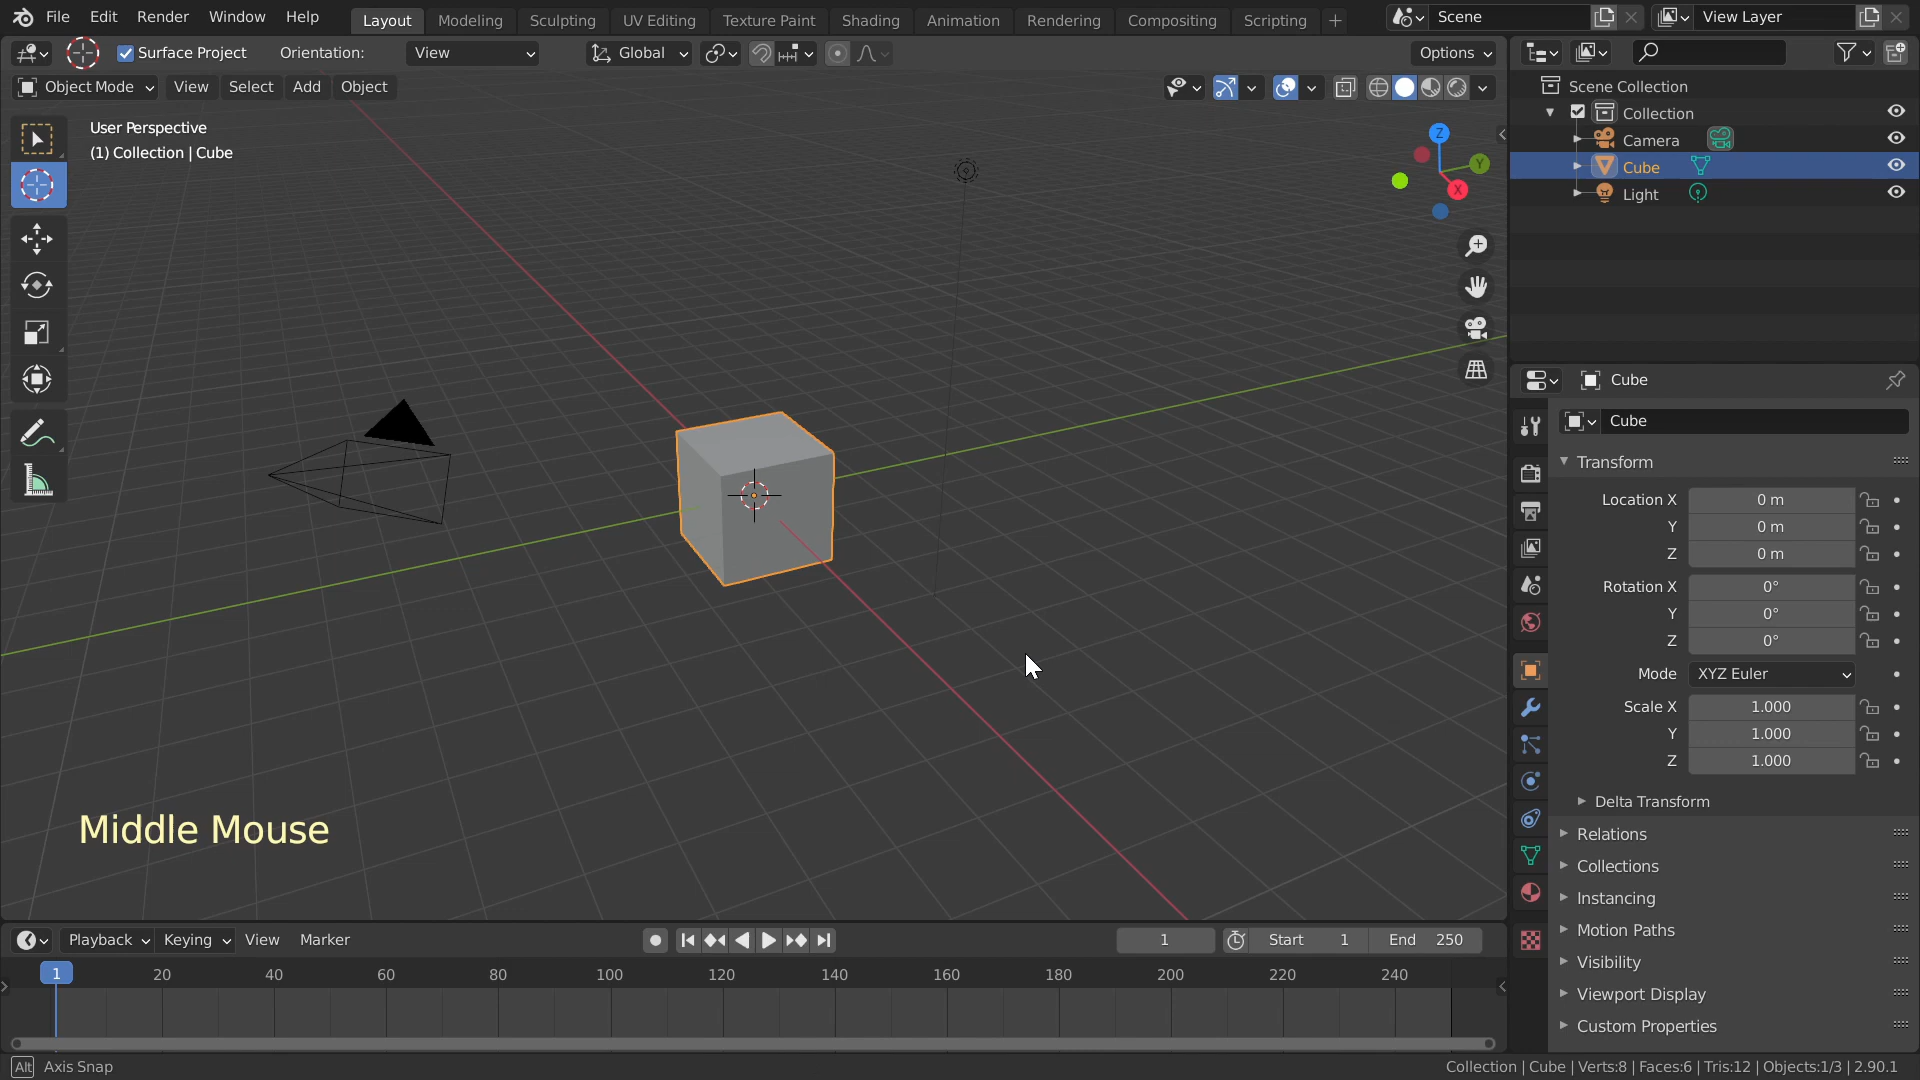 File Edit Render Window Help Layout Modeling Sculpting UV Editing Texture Paint Shading Animation Rendering Compositing Scripting + Scene View Layer
Surface Project Orientation: View Global Options
Object Mode View Select Add Object
User Perspective
(1) Collection | Cube
Z
Y
X
Scene Collection
Collection
Camera
Cube
Light
Cube
Cube
Transform
Location X 0 m
Y 0 m
Z 0 m
Rotation X 0°
Y 0°
Z 0°
Mode XYZ Euler
Scale X 1.000
Y 1.000
Z 1.000
Delta Transform
Relations
Collections
Instancing
Motion Paths
Visibility
Viewport Display
Custom Properties
Middle Mouse
Playback Keying View Marker 1 Start 1 End 250
1 20 40 60 80 100 120 140 160 180 200 220 240
Alt Axis Snap
Collection | Cube | Verts:8 | Faces:6 | Tris:12 | Objects:1/3 | 2.90.1